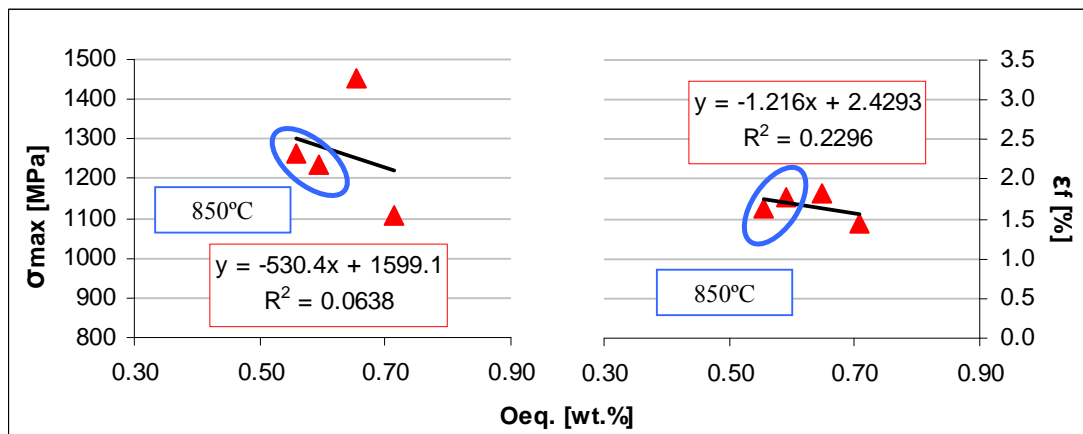 1500
1400
1300
1200
1100
1000
900
800
σmax [MPa]
850ºC
y = -530.4x + 1599.1
R² = 0.0638
0.30 0.50 0.70 0.90
y = -1.216x + 2.4293
R² = 0.2296
850ºC
3.5
3.0
2.5
2.0
1.5
1.0
0.5
0.0
εf [%]
0.30 0.50 0.70 0.90
Oeq. [wt.%]